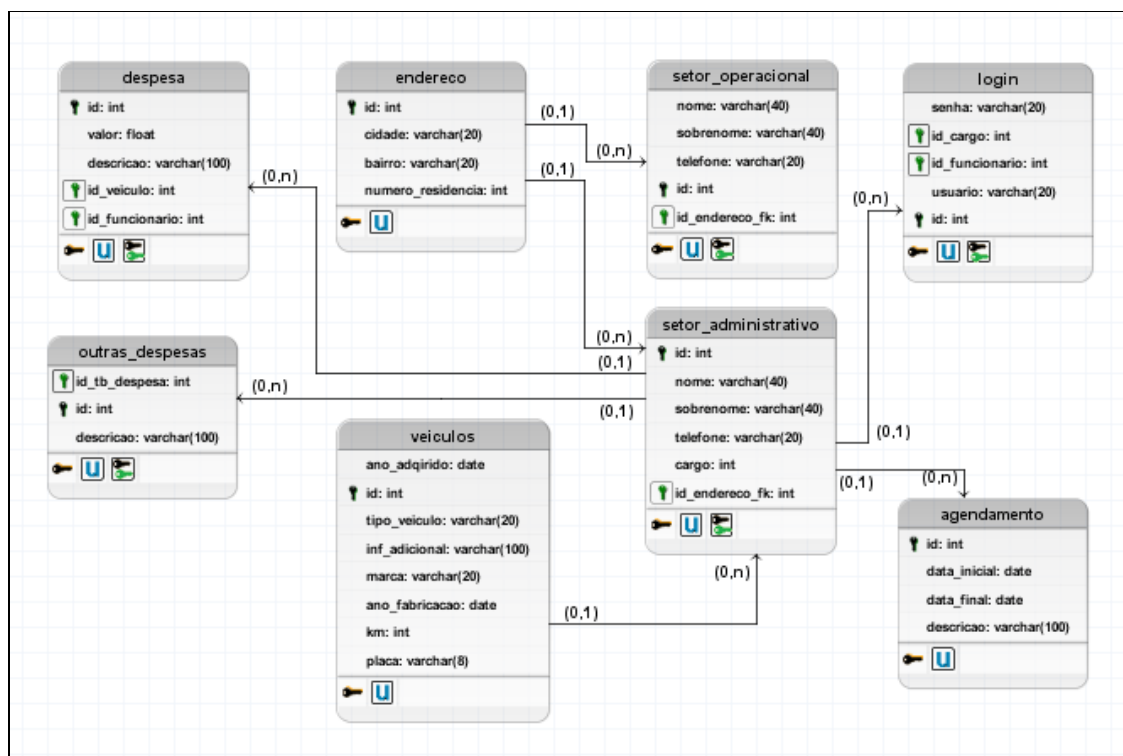 despesa
id: int
valor: float
descricao: varchar(100)
id_veiculo: int
id_funcionario: int
endereco
id: int
cidade: varchar(20)
bairro: varchar(20)
numero_residencia: int
setor_operacional
nome: varchar(40)
sobrenome: varchar(40)
telefone: varchar(20)
id: int
id_endereco_fk: int
login
senha: varchar(20)
id_cargo: int
id_funcionario: int
usuario: varchar(20)
id: int
(0,1)
(0,n)
(0,1)
(0,n)
(0,n)
(0,n)
(0,1)
outras_despesas
id_tb_despesa: int
id: int
descricao: varchar(100)
(0,n)
(0,1)
setor_administrativo
id: int
nome: varchar(40)
sobrenome: varchar(40)
telefone: varchar(20)
cargo: int
id_endereco_fk: int
(0,1)
(0,1)
(0,n)
veiculos
ano_adqirido: date
id: int
tipo_veiculo: varchar(20)
inf_adicional: varchar(100)
marca: varchar(20)
ano_fabricacao: date
km: int
placa: varchar(8)
(0,1)
(0,n)
agendamento
id: int
data_inicial: date
data_final: date
descricao: varchar(100)
U
U
U
U
U
U
U
U